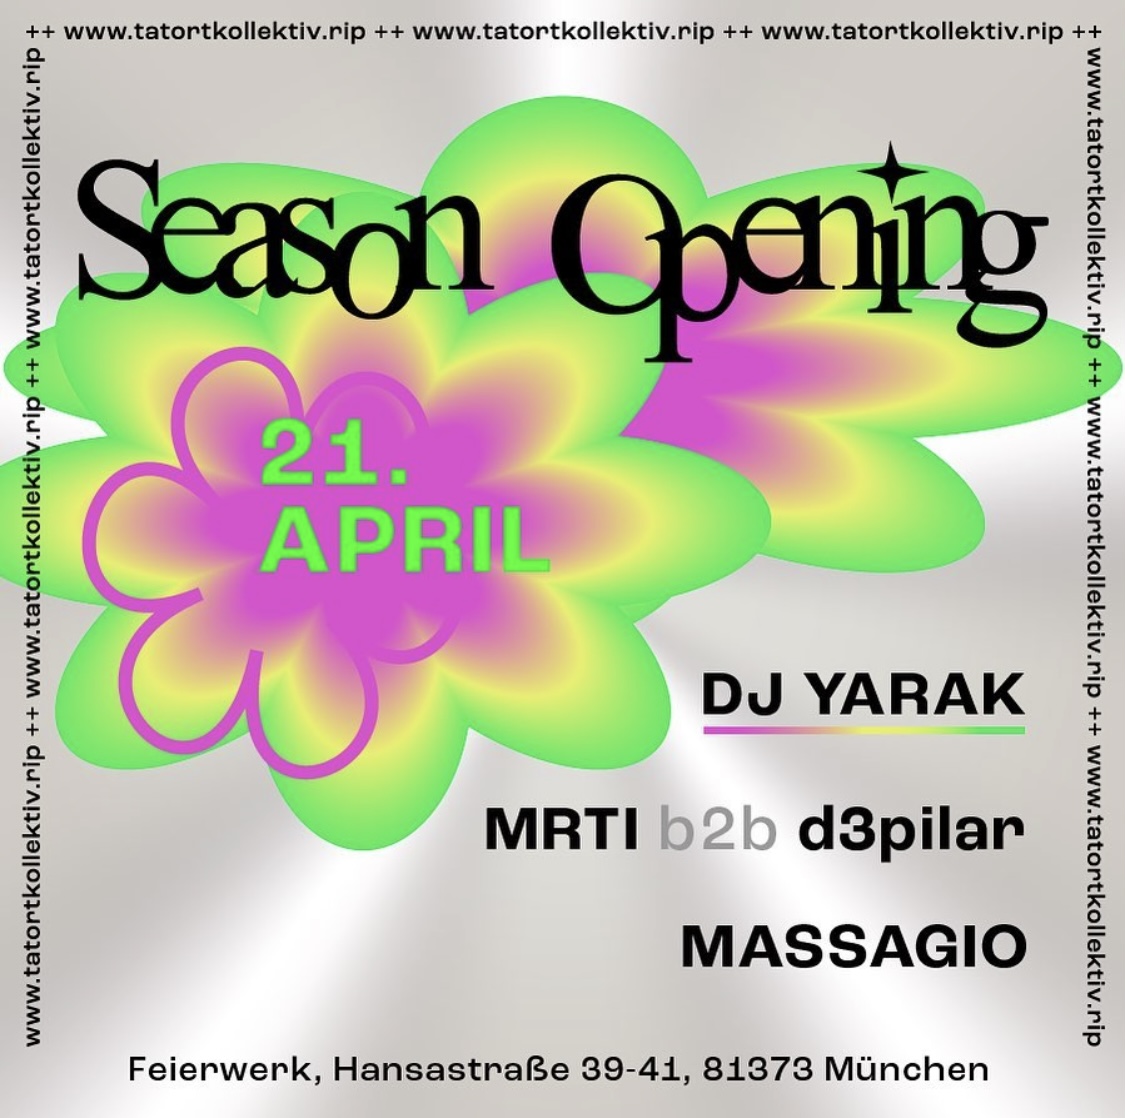 ++ www.tatortkollektiv.rip ++ www.tatortkollektiv.rip ++ www.tatortkollektiv.rip ++
www.tatortkollektiv.rip ++ www.tatortkollektiv.rip ++ www.tatortkollektiv.rip
www.tatortkollektiv.rip ++ www.tatortkollektiv.rip ++ www.tatortkollektiv.rip
Season Opening
21.
APRIL
DJ YARAK
MRTI b2b d3pilar
MASSAGIO
Feierwerk, Hansastraße 39-41, 81373 München